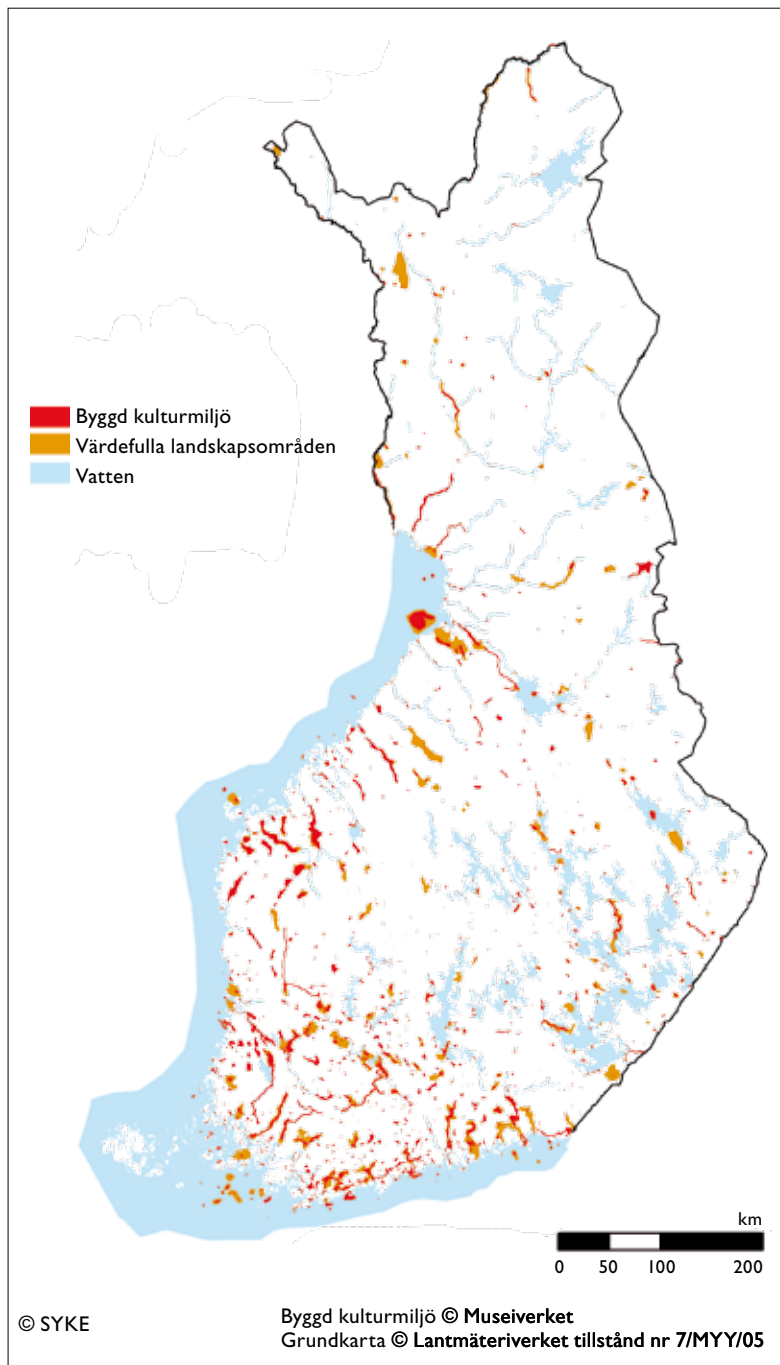 Byggd kulturmiljö
Värdefulla landskapsområden
Vatten
km
0 50 100 200
© SYKE
Byggd kulturmiljö © Museiverket
Grundkarta © Lantmäteriverket tillstånd nr 7/MYY/05